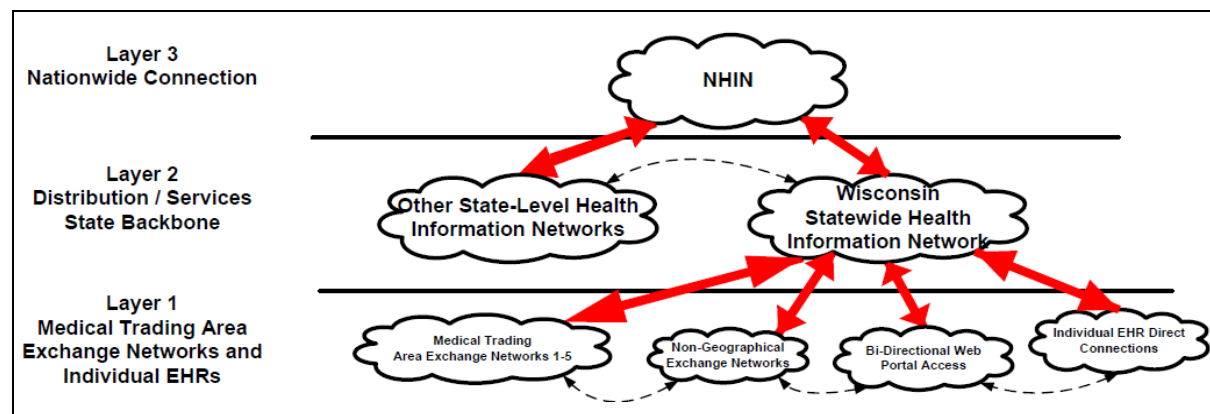 Layer 3
Nationwide Connection
NHIN
Layer 2
Distribution / Services
State Backbone
Other State-Level Health
Information Networks
Wisconsin
Statewide Health
Information Network
Layer 1
Medical Trading Area
Exchange Networks and
Individual EHRs
Medical Trading
Area Exchange Networks 1-5
Non-Geographical
Exchange Networks
Bi-Directional Web
Portal Access
Individual EHR Direct
Connections